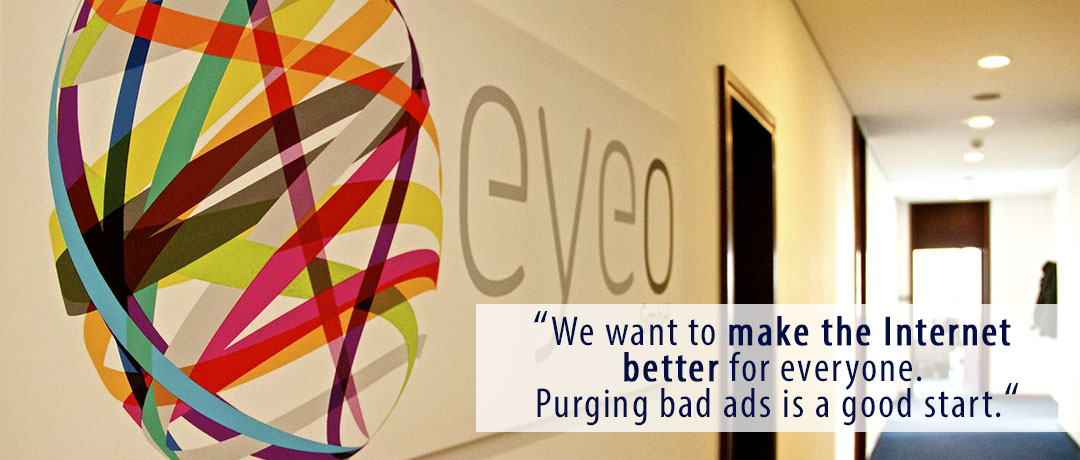 eyeo
“We want to make the Internet
better for everyone.
Purging bad ads is a good start.“